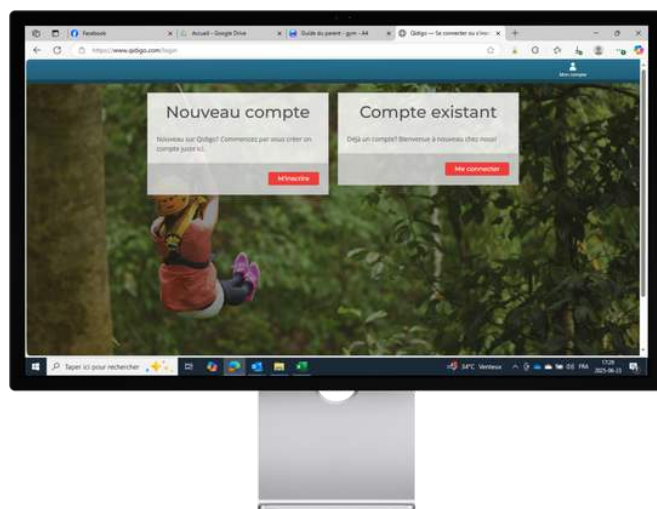 Facebook
Accueil - Google Drive
Guide du parent - gym - A4
Qidigo — Se connecter ou s'insc
https://www.qidigo.com/login
Mon compte
Nouveau compte
Nouveau sur Qidigo? Commencez par vous créer un
compte juste ici.
M'inscrire
Compte existant
Déjà un compte? Bienvenue à nouveau chez nous!
Me connecter
Taper ici pour rechercher
34°C Venteux
FRA
17:29
2025-06-23